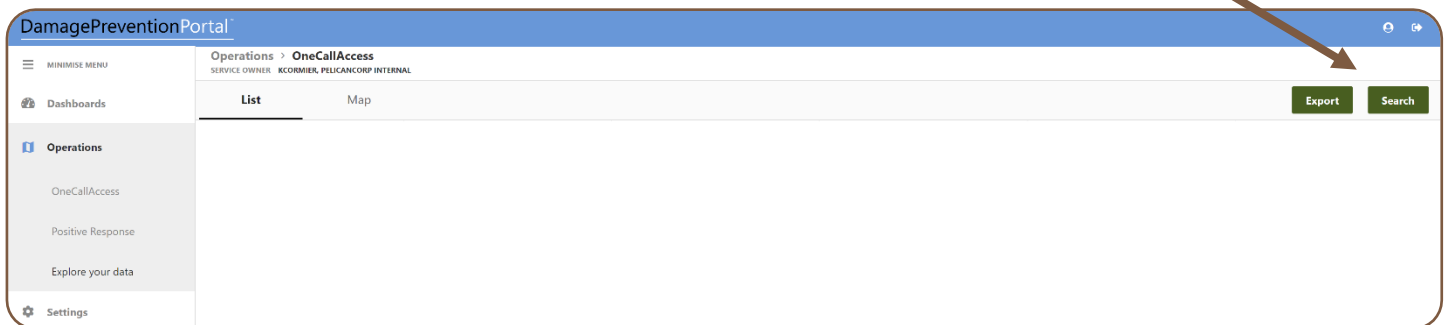 DamagePreventionPortal™
MINIMISE MENU
Operations > OneCallAccess
SERVICE OWNER KCORMIER, PELICANCORP INTERNAL
Dashboards
List Map Export Search
Operations
OneCallAccess
Positive Response
Explore your data
Settings